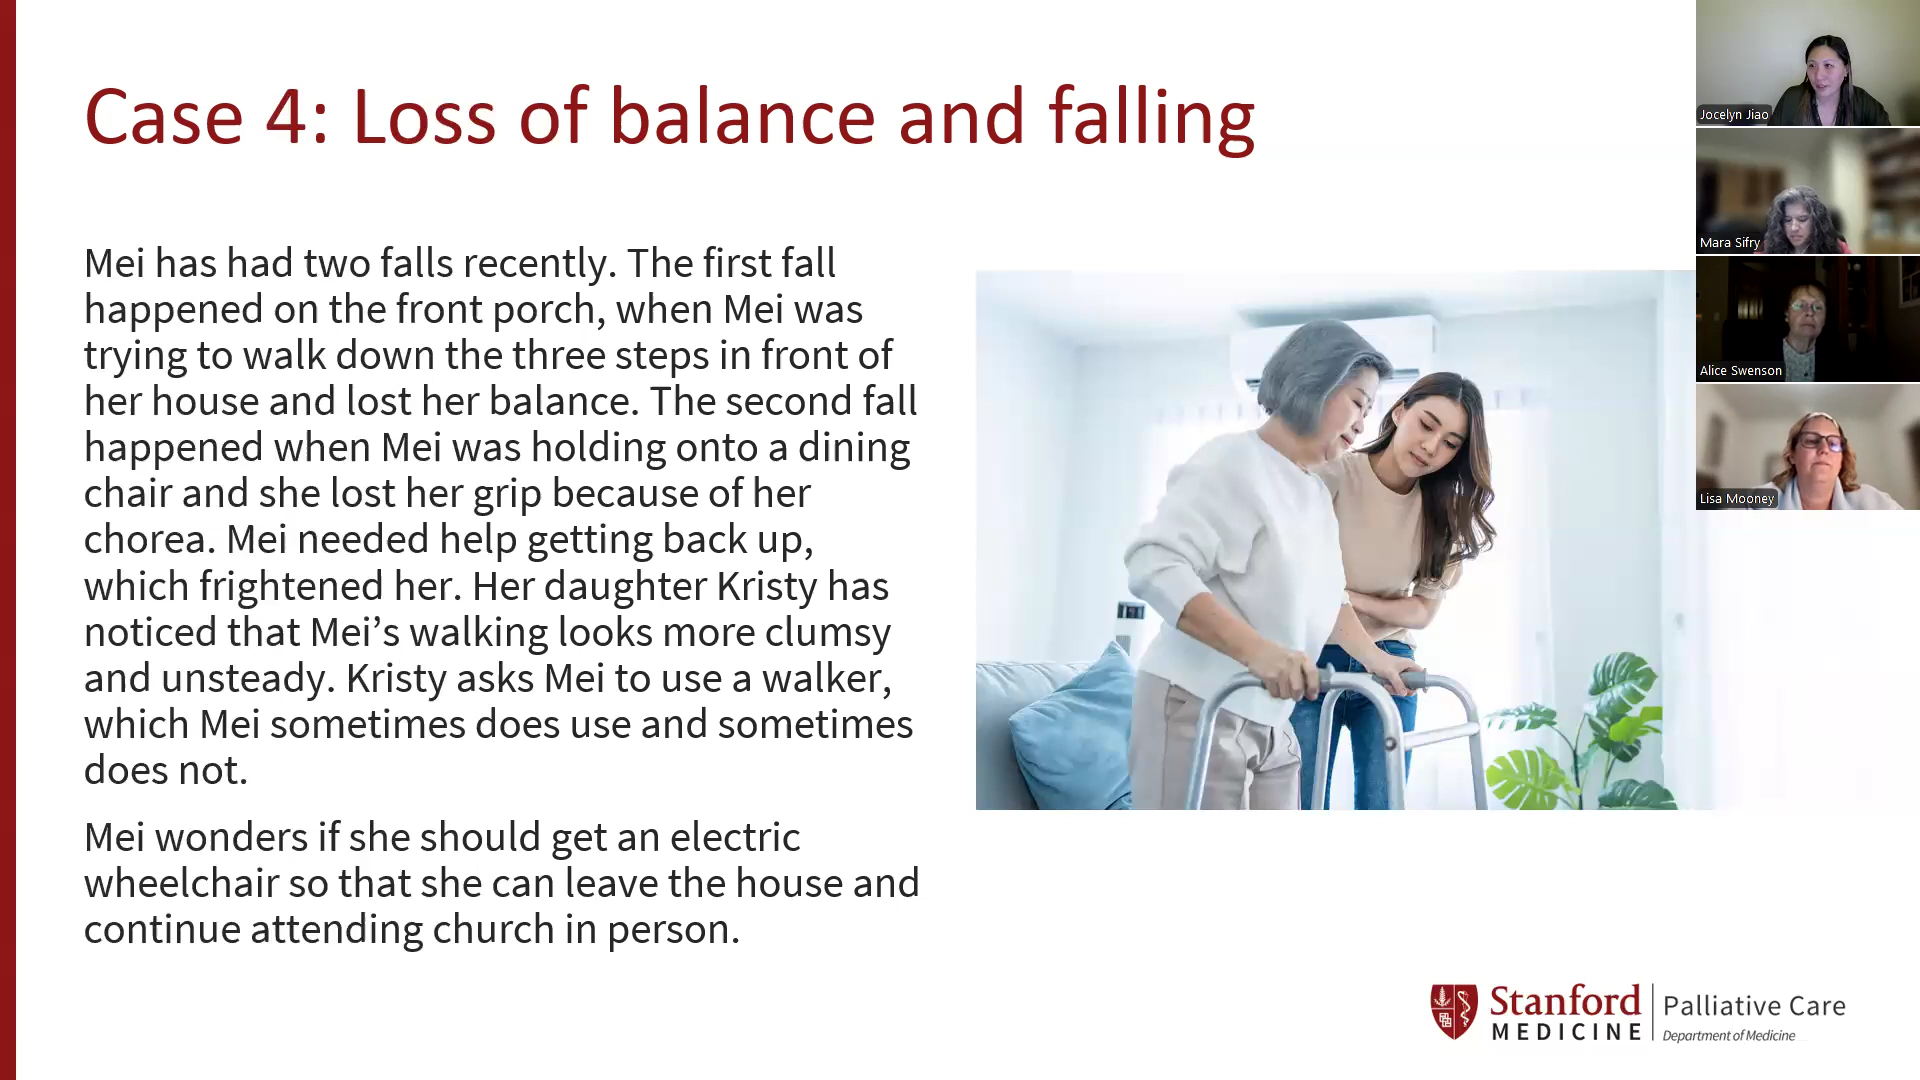 Case 4: Loss of balance and falling
Mei has had two falls recently. The first fall
happened on the front porch, when Mei was
trying to walk down the three steps in front of
her house and lost her balance. The second fall
happened when Mei was holding onto a dining
chair and she lost her grip because of her
chorea. Mei needed help getting back up,
which frightened her. Her daughter Kristy has
noticed that Mei’s walking looks more clumsy
and unsteady. Kristy asks Mei to use a walker,
which Mei sometimes does use and sometimes
does not.
Mei wonders if she should get an electric
wheelchair so that she can leave the house and
continue attending church in person.
Jocelyn Jiao
Mara Sifry
Alice Swenson
Lisa Mooney
Stanford
MEDICINE
Palliative Care
Department of Medicine